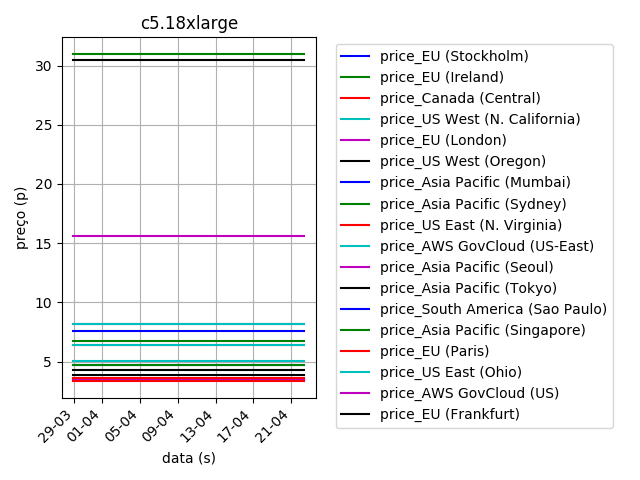 c5.18xlarge
preço (p)
30
25
20
15
10
5
29-03
01-04
05-04
09-04
13-04
17-04
21-04
data (s)
price_EU (Stockholm)
price_EU (Ireland)
price_Canada (Central)
price_US West (N. California)
price_EU (London)
price_US West (Oregon)
price_Asia Pacific (Mumbai)
price_Asia Pacific (Sydney)
price_US East (N. Virginia)
price_AWS GovCloud (US-East)
price_Asia Pacific (Seoul)
price_Asia Pacific (Tokyo)
price_South America (Sao Paulo)
price_Asia Pacific (Singapore)
price_EU (Paris)
price_US East (Ohio)
price_AWS GovCloud (US)
price_EU (Frankfurt)